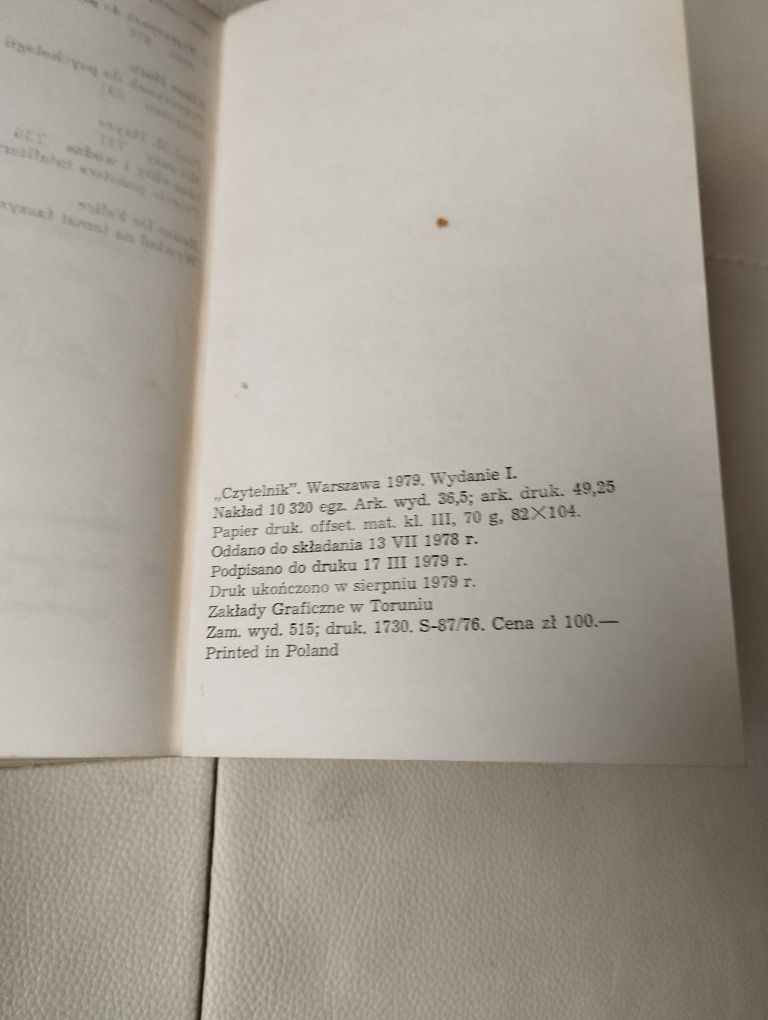 „Czytelnik”. Warszawa 1979. Wydanie I.
Nakład 10 320 egz. Ark. wyd. 36,5; ark. druk. 49,25
Papier druk. offset. mat. kl. III, 70 g, 82×104.
Oddano do składania 13 VII 1978 r.
Podpisano do druku 17 III 1979 r.
Druk ukończono w sierpniu 1979 r.
Zakłady Graficzne w Toruniu
Zam. wyd. 515; druk. 1730. S-87/76. Cena zł 100.—
Printed in Poland